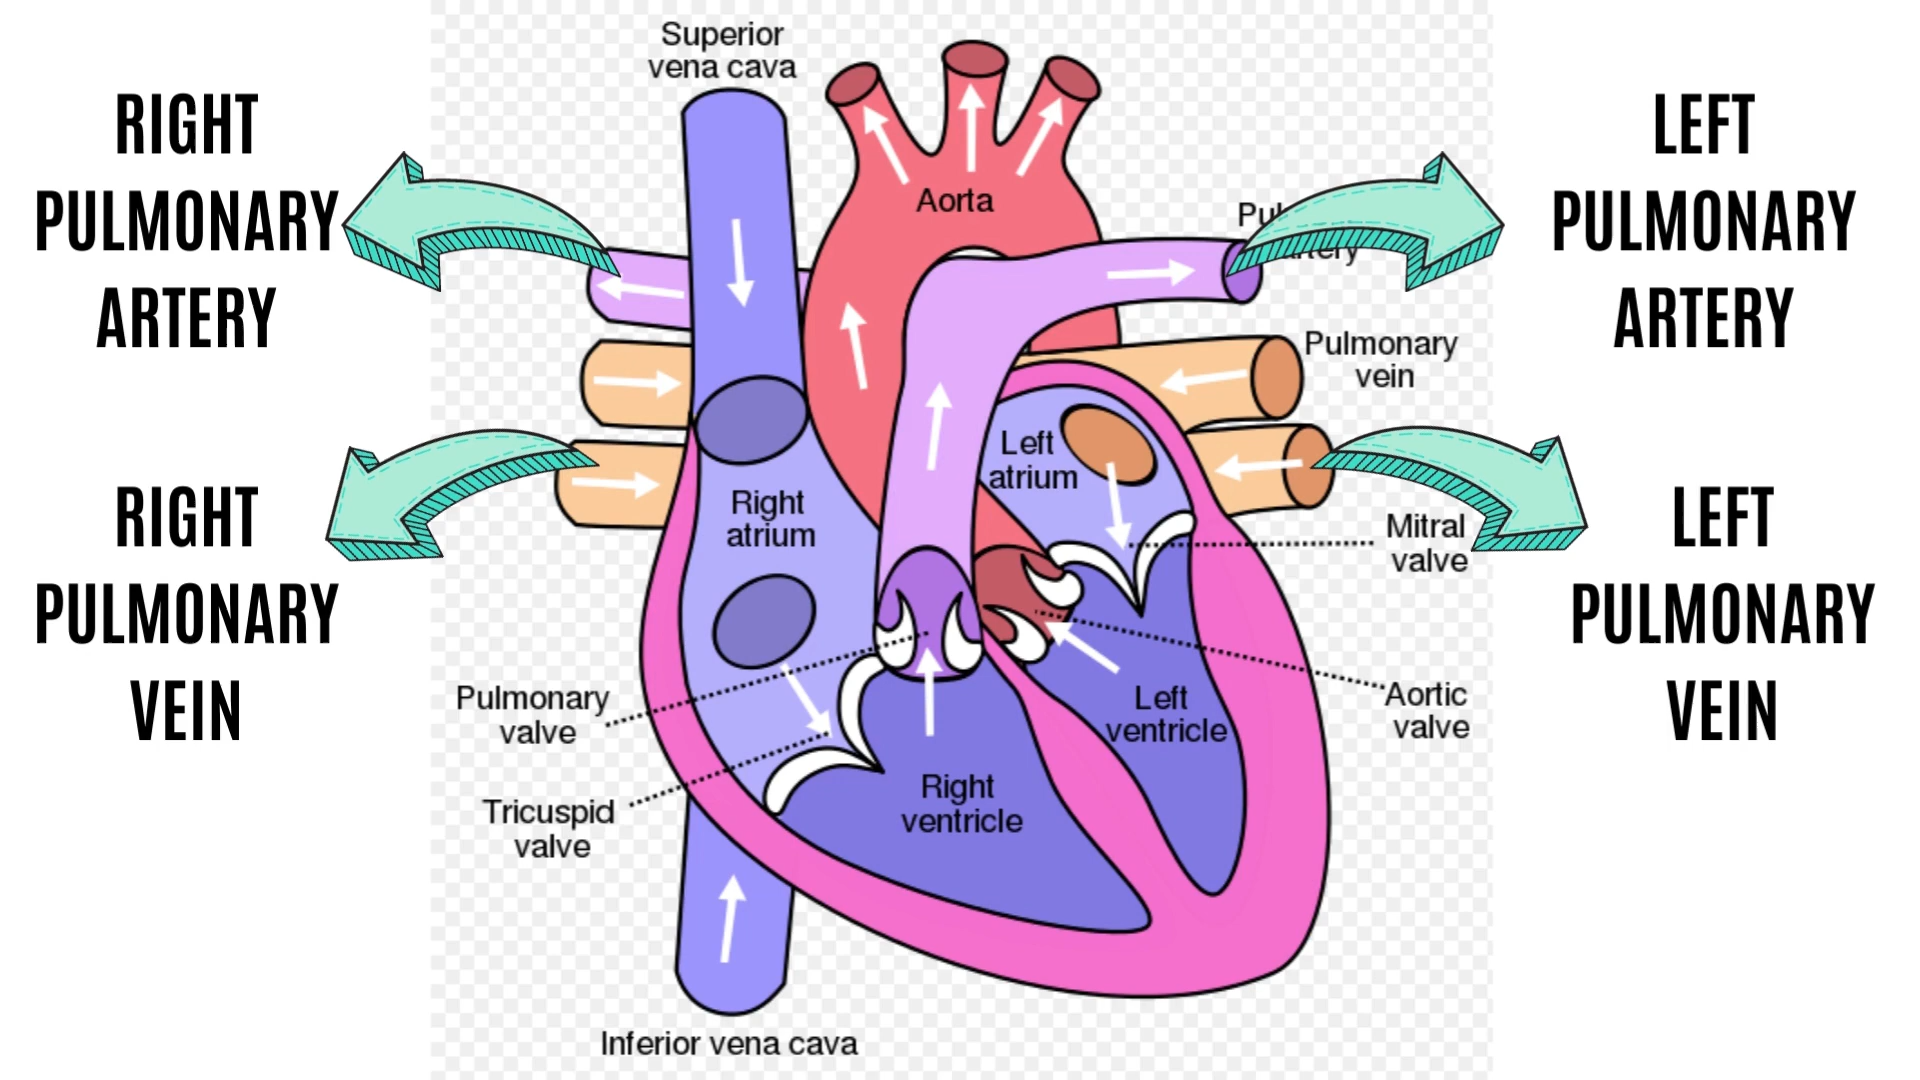 Superior
vena cava
RIGHT
PULMONARY
ARTERY
LEFT
PULMONARY
ARTERY
Aorta
Pulmonary
vein
Left
atrium
Right
atrium
RIGHT
PULMONARY
VEIN
LEFT
PULMONARY
VEIN
Mitral
valve
Pulmonary
valve
Left
ventricle
Aortic
valve
Tricuspid
valve
Right
ventricle
Inferior vena cava